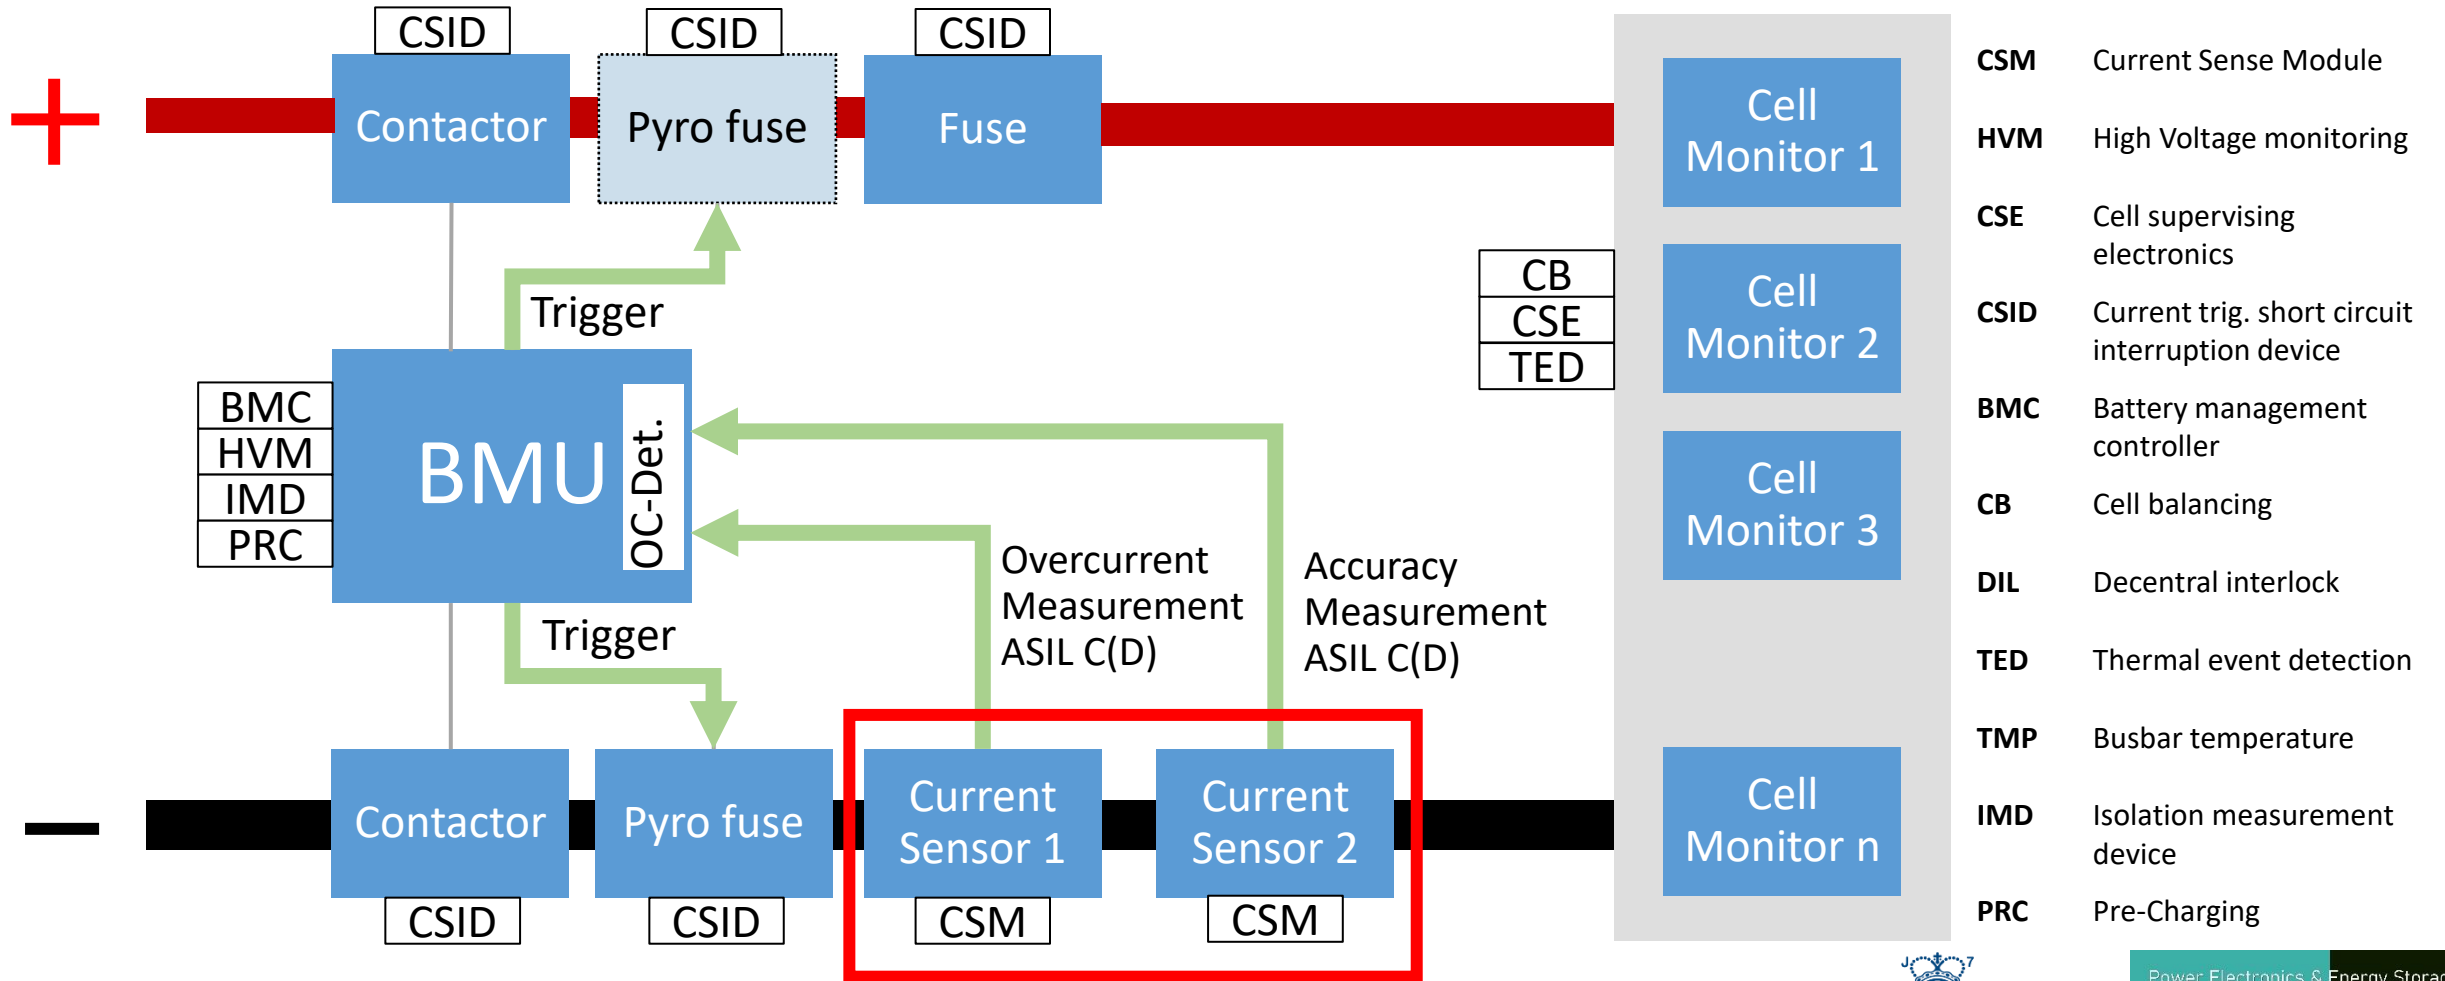 CSID
CSID
CSID
+
Contactor
Pyro fuse
Fuse
Trigger
BMC
HVM
IMD
PRC
BMU
OC-Det.
Trigger
Overcurrent
Measurement
ASIL C(D)
Accuracy
Measurement
ASIL C(D)
−
Contactor
Pyro fuse
Current
Sensor 1
Current
Sensor 2
CSID
CSID
CSM
CSM
CB
CSE
TED
Cell
Monitor 1
Cell
Monitor 2
Cell
Monitor 3
Cell
Monitor n
CSM Current Sense Module
HVM High Voltage monitoring
CSE Cell supervising
electronics
CSID Current trig. short circuit
interruption device
BMC Battery management
controller
CB Cell balancing
DIL Decentral interlock
TED Thermal event detection
TMP Busbar temperature
IMD Isolation measurement
device
PRC Pre-Charging
J 7
Power Electronics & Energy Storag